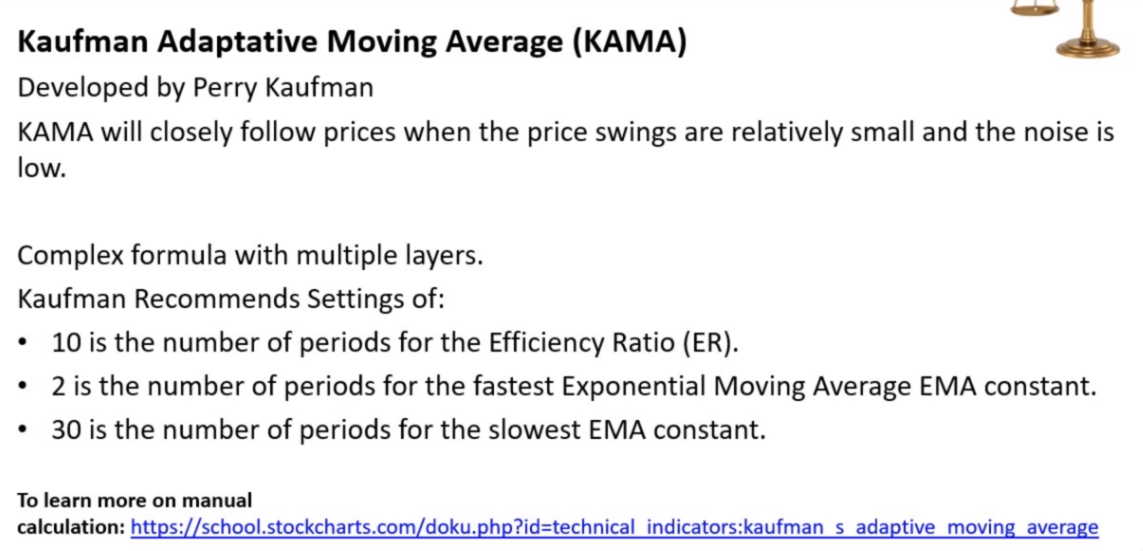 Kaufman Adaptative Moving Average (KAMA)
Developed by Perry Kaufman
KAMA will closely follow prices when the price swings are relatively small and the noise is
low.
Complex formula with multiple layers.
Kaufman Recommends Settings of:
• 10 is the number of periods for the Efficiency Ratio (ER).
• 2 is the number of periods for the fastest Exponential Moving Average EMA constant.
• 30 is the number of periods for the slowest EMA constant.
To learn more on manual
calculation: https://school.stockcharts.com/doku.php?id=technical_indicators:kaufman_s_adaptive_moving_average